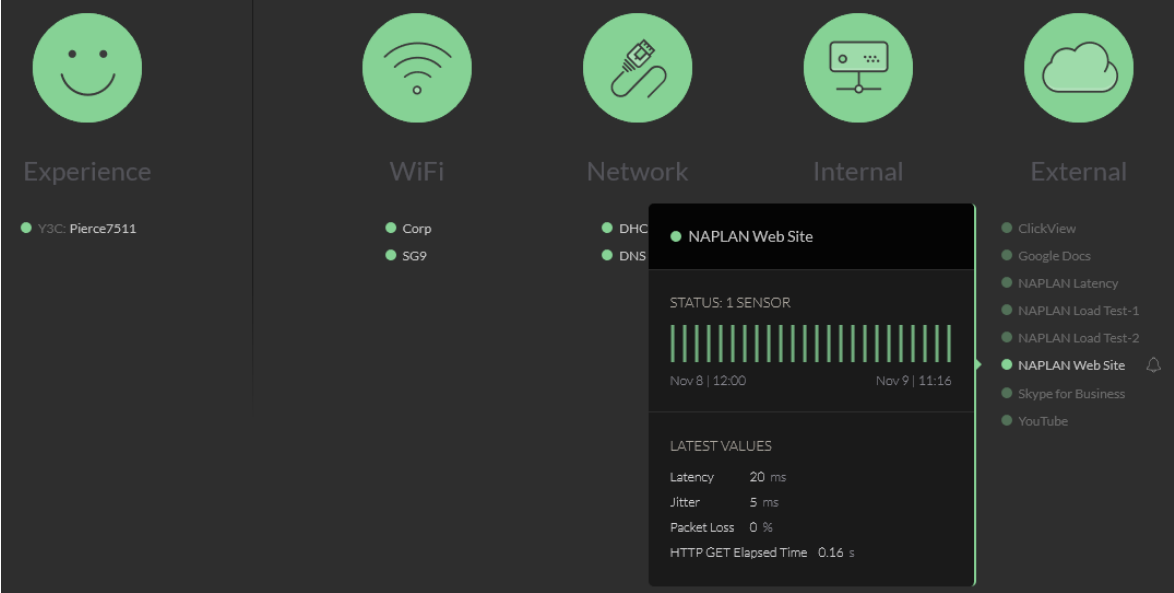 Experience
WiFi
Network
Internal
External
Y3C: Pierce7511
Corp
SG9
DHC
DNS
NAPLAN Web Site
STATUS: 1 SENSOR
Nov 8 | 12:00
Nov 9 | 11:16
LATEST VALUES
Latency 20 ms
Jitter 5 ms
Packet Loss 0 %
HTTP GET Elapsed Time 0.16 s
ClickView
Google Docs
NAPLAN Latency
NAPLAN Load Test-1
NAPLAN Load Test-2
NAPLAN Web Site
Skype for Business
YouTube